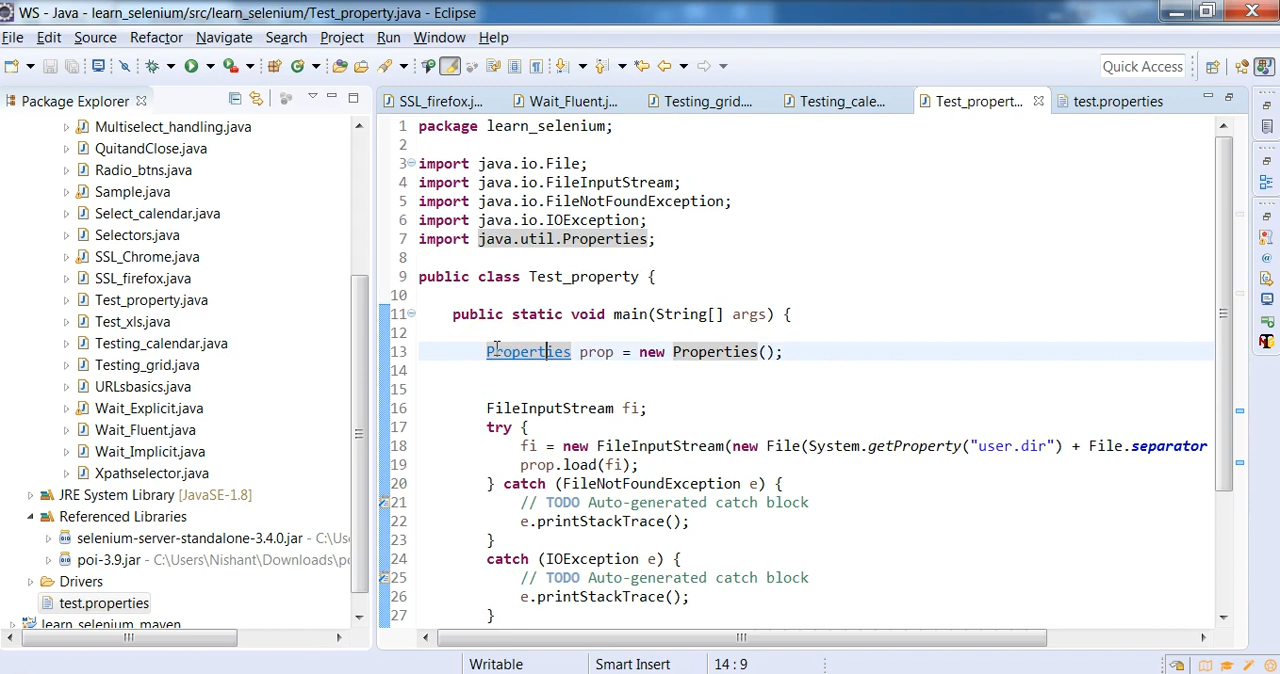 WS - Java - learn_selenium/src/learn_selenium/Test_property.java - Eclipse
File Edit Source Refactor Navigate Search Project Run Window Help
Quick Access
Package Explorer
SSL_firefox.j... Wait_Fluent.j... Testing_grid.... Testing_cale... Test_propert... test.properties
Multiselect_handling.java
QuitandClose.java
Radio_btns.java
Sample.java
Select_calendar.java
Selectors.java
SSL_Chrome.java
SSL_firefox.java
Test_property.java
Test_xls.java
Testing_calendar.java
Testing_grid.java
URLsbasics.java
Wait_Explicit.java
Wait_Fluent.java
Wait_Implicit.java
Xpathselector.java
JRE System Library [JavaSE-1.8]
Referenced Libraries
selenium-server-standalone-3.4.0.jar - C:\Us
poi-3.9.jar - C:\Users\Nishant\Downloads\po
Drivers
test.properties
learn_selenium_maven
1 package learn_selenium;
2
3 import java.io.File;
4 import java.io.FileInputStream;
5 import java.io.FileNotFoundException;
6 import java.io.IOException;
7 import java.util.Properties;
8
9 public class Test_property {
10
11 public static void main(String[] args) {
12
13 Properties prop = new Properties();
14
15
16 FileInputStream fi;
17 try {
18 fi = new FileInputStream(new File(System.getProperty("user.dir") + File.separator
19 prop.load(fi);
20 } catch (FileNotFoundException e) {
21 // TODO Auto-generated catch block
22 e.printStackTrace();
23 }
24 catch (IOException e) {
25 // TODO Auto-generated catch block
26 e.printStackTrace();
27 }
Writable Smart Insert 14 : 9